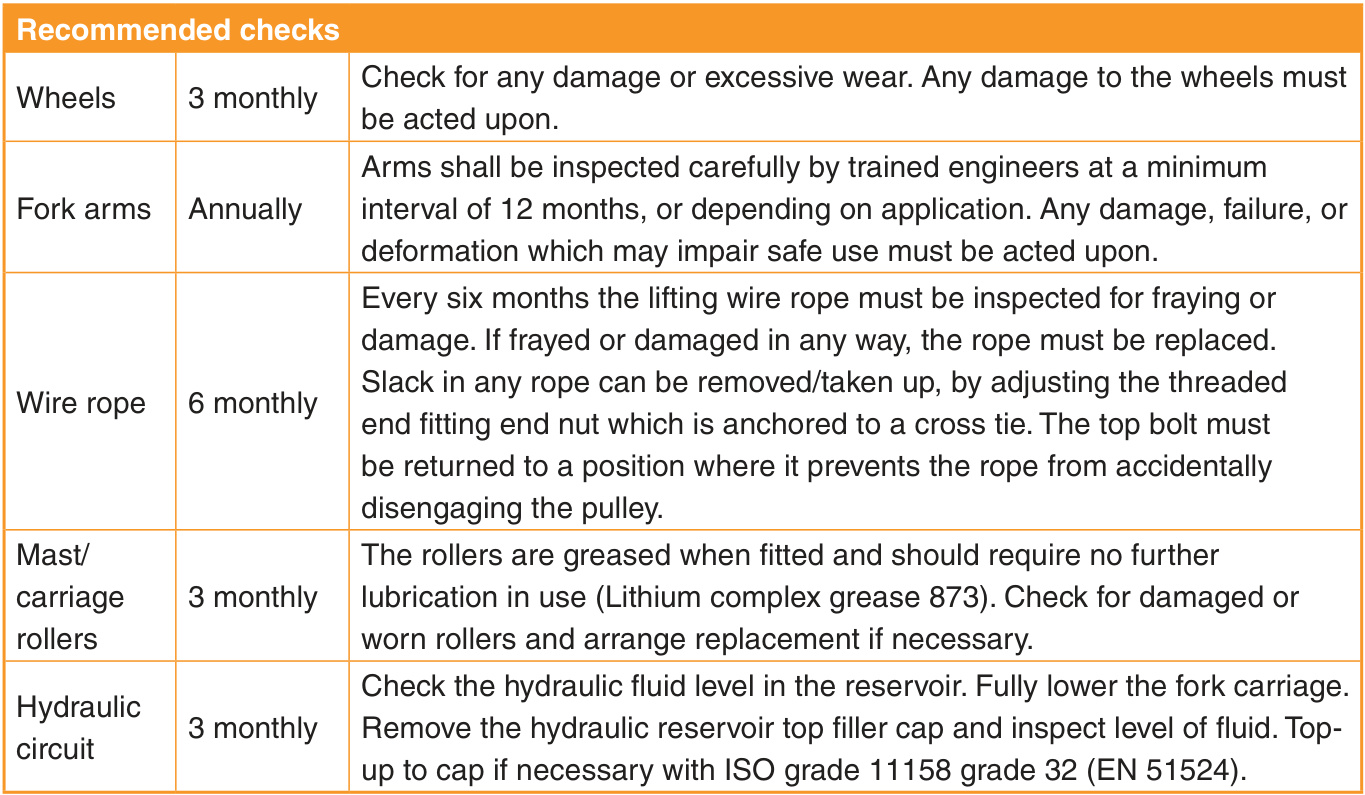 Recommended checks
Wheels
3 monthly
Check for any damage or excessive wear. Any damage to the wheels must
be acted upon.
Fork arms
Annually
Arms shall be inspected carefully by trained engineers at a minimum
interval of 12 months, or depending on application. Any damage, failure, or
deformation which may impair safe use must be acted upon.
Wire rope
6 monthly
Every six months the lifting wire rope must be inspected for fraying or
damage. If frayed or damaged in any way, the rope must be replaced.
Slack in any rope can be removed/taken up, by adjusting the threaded
end fitting end nut which is anchored to a cross tie. The top bolt must
be returned to a position where it prevents the rope from accidentally
disengaging the pulley.
Mast/
carriage
rollers
3 monthly
The rollers are greased when fitted and should require no further
lubrication in use (Lithium complex grease 873). Check for damaged or
worn rollers and arrange replacement if necessary.
Hydraulic
circuit
3 monthly
Check the hydraulic fluid level in the reservoir. Fully lower the fork carriage.
Remove the hydraulic reservoir top filler cap and inspect level of fluid. Top-
up to cap if necessary with ISO grade 11158 grade 32 (EN 51524).